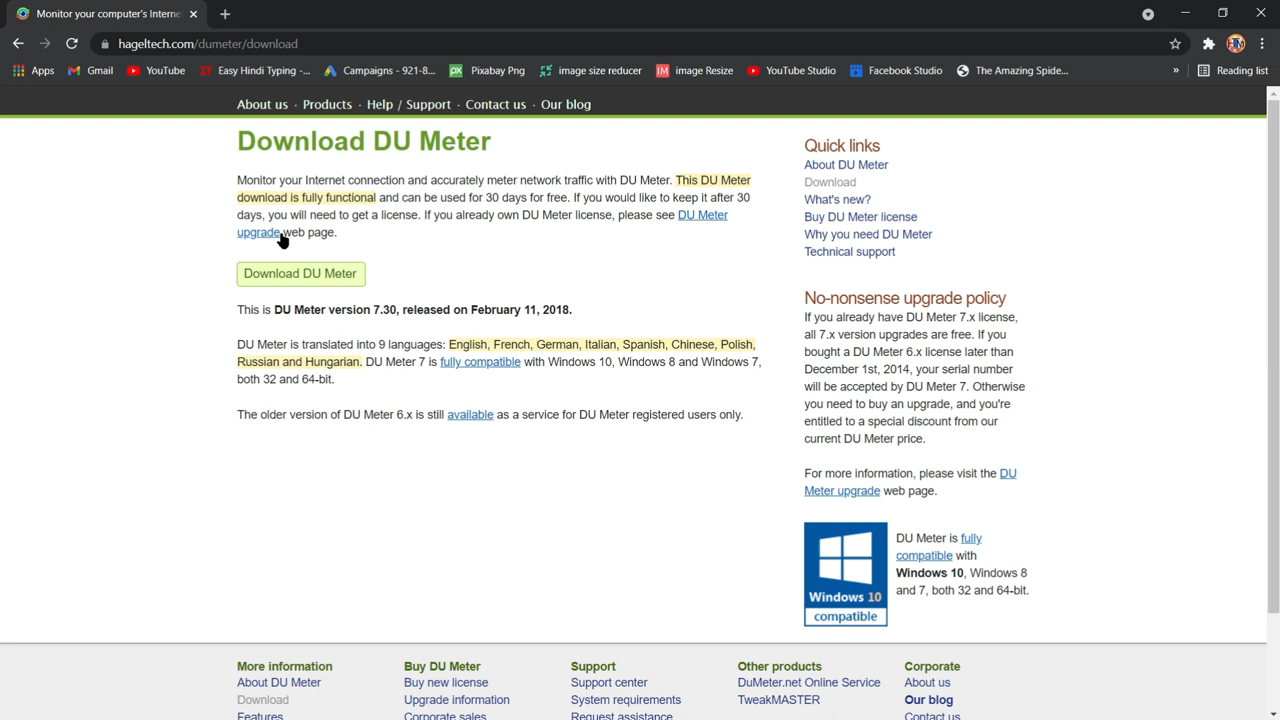 Monitor your computer's Interne
hageltech.com/dumeter/download
Apps Gmail YouTube Easy Hindi Typing -... Campaigns - 921-8... Pixabay Png image size reducer image Resize YouTube Studio Facebook Studio The Amazing Spide... » Reading list
About us · Products · Help / Support · Contact us · Our blog
Download DU Meter
Monitor your Internet connection and accurately meter network traffic with DU Meter. This DU Meter
download is fully functional and can be used for 30 days for free. If you would like to keep it after 30
days, you will need to get a license. If you already own DU Meter license, please see DU Meter
upgrade web page.
Download DU Meter
This is DU Meter version 7.30, released on February 11, 2018.
DU Meter is translated into 9 languages: English, French, German, Italian, Spanish, Chinese, Polish,
Russian and Hungarian. DU Meter 7 is fully compatible with Windows 10, Windows 8 and Windows 7,
both 32 and 64-bit.
The older version of DU Meter 6.x is still available as a service for DU Meter registered users only.
Quick links
About DU Meter
Download
What's new?
Buy DU Meter license
Why you need DU Meter
Technical support
No-nonsense upgrade policy
If you already have DU Meter 7.x license,
all 7.x version upgrades are free. If you
bought a DU Meter 6.x license later than
December 1st, 2014, your serial number
will be accepted by DU Meter 7. Otherwise
you need to buy an upgrade, and you're
entitled to a special discount from our
current DU Meter price.
For more information, please visit the DU
Meter upgrade web page.
Windows 10
compatible
DU Meter is fully
compatible with
Windows 10, Windows 8
and 7, both 32 and 64-bit.
More information
About DU Meter
Download
Features
Buy DU Meter
Buy new license
Upgrade information
Corporate sales
Support
Support center
System requirements
Request assistance
Other products
DuMeter.net Online Service
TweakMASTER
Corporate
About us
Our blog
Contact us